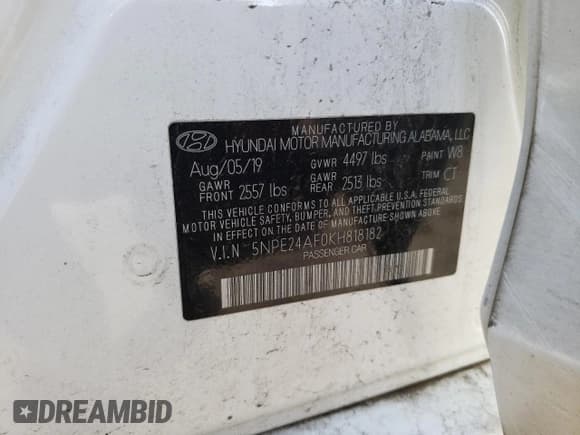 MANUFACTURED BY
HYUNDAI MOTOR MANUFACTURING ALABAMA, LLC
Aug/05/19 GVWR 4497 lbs PAINT W8
GAWR FRONT 2557 lbs GAWR REAR 2513 lbs TRIM CT
THIS VEHICLE CONFORMS TO ALL APPLICABLE U.S.A. FEDERAL
MOTOR VEHICLE SAFETY, BUMPER, AND THEFT PREVENTION STANDARDS
IN EFFECT ON THE DATE OF MANUFACTURE SHOWN ABOVE.
V.I.N 5NPE24AF0KH818182
PASSENGER CAR
DREAMBID